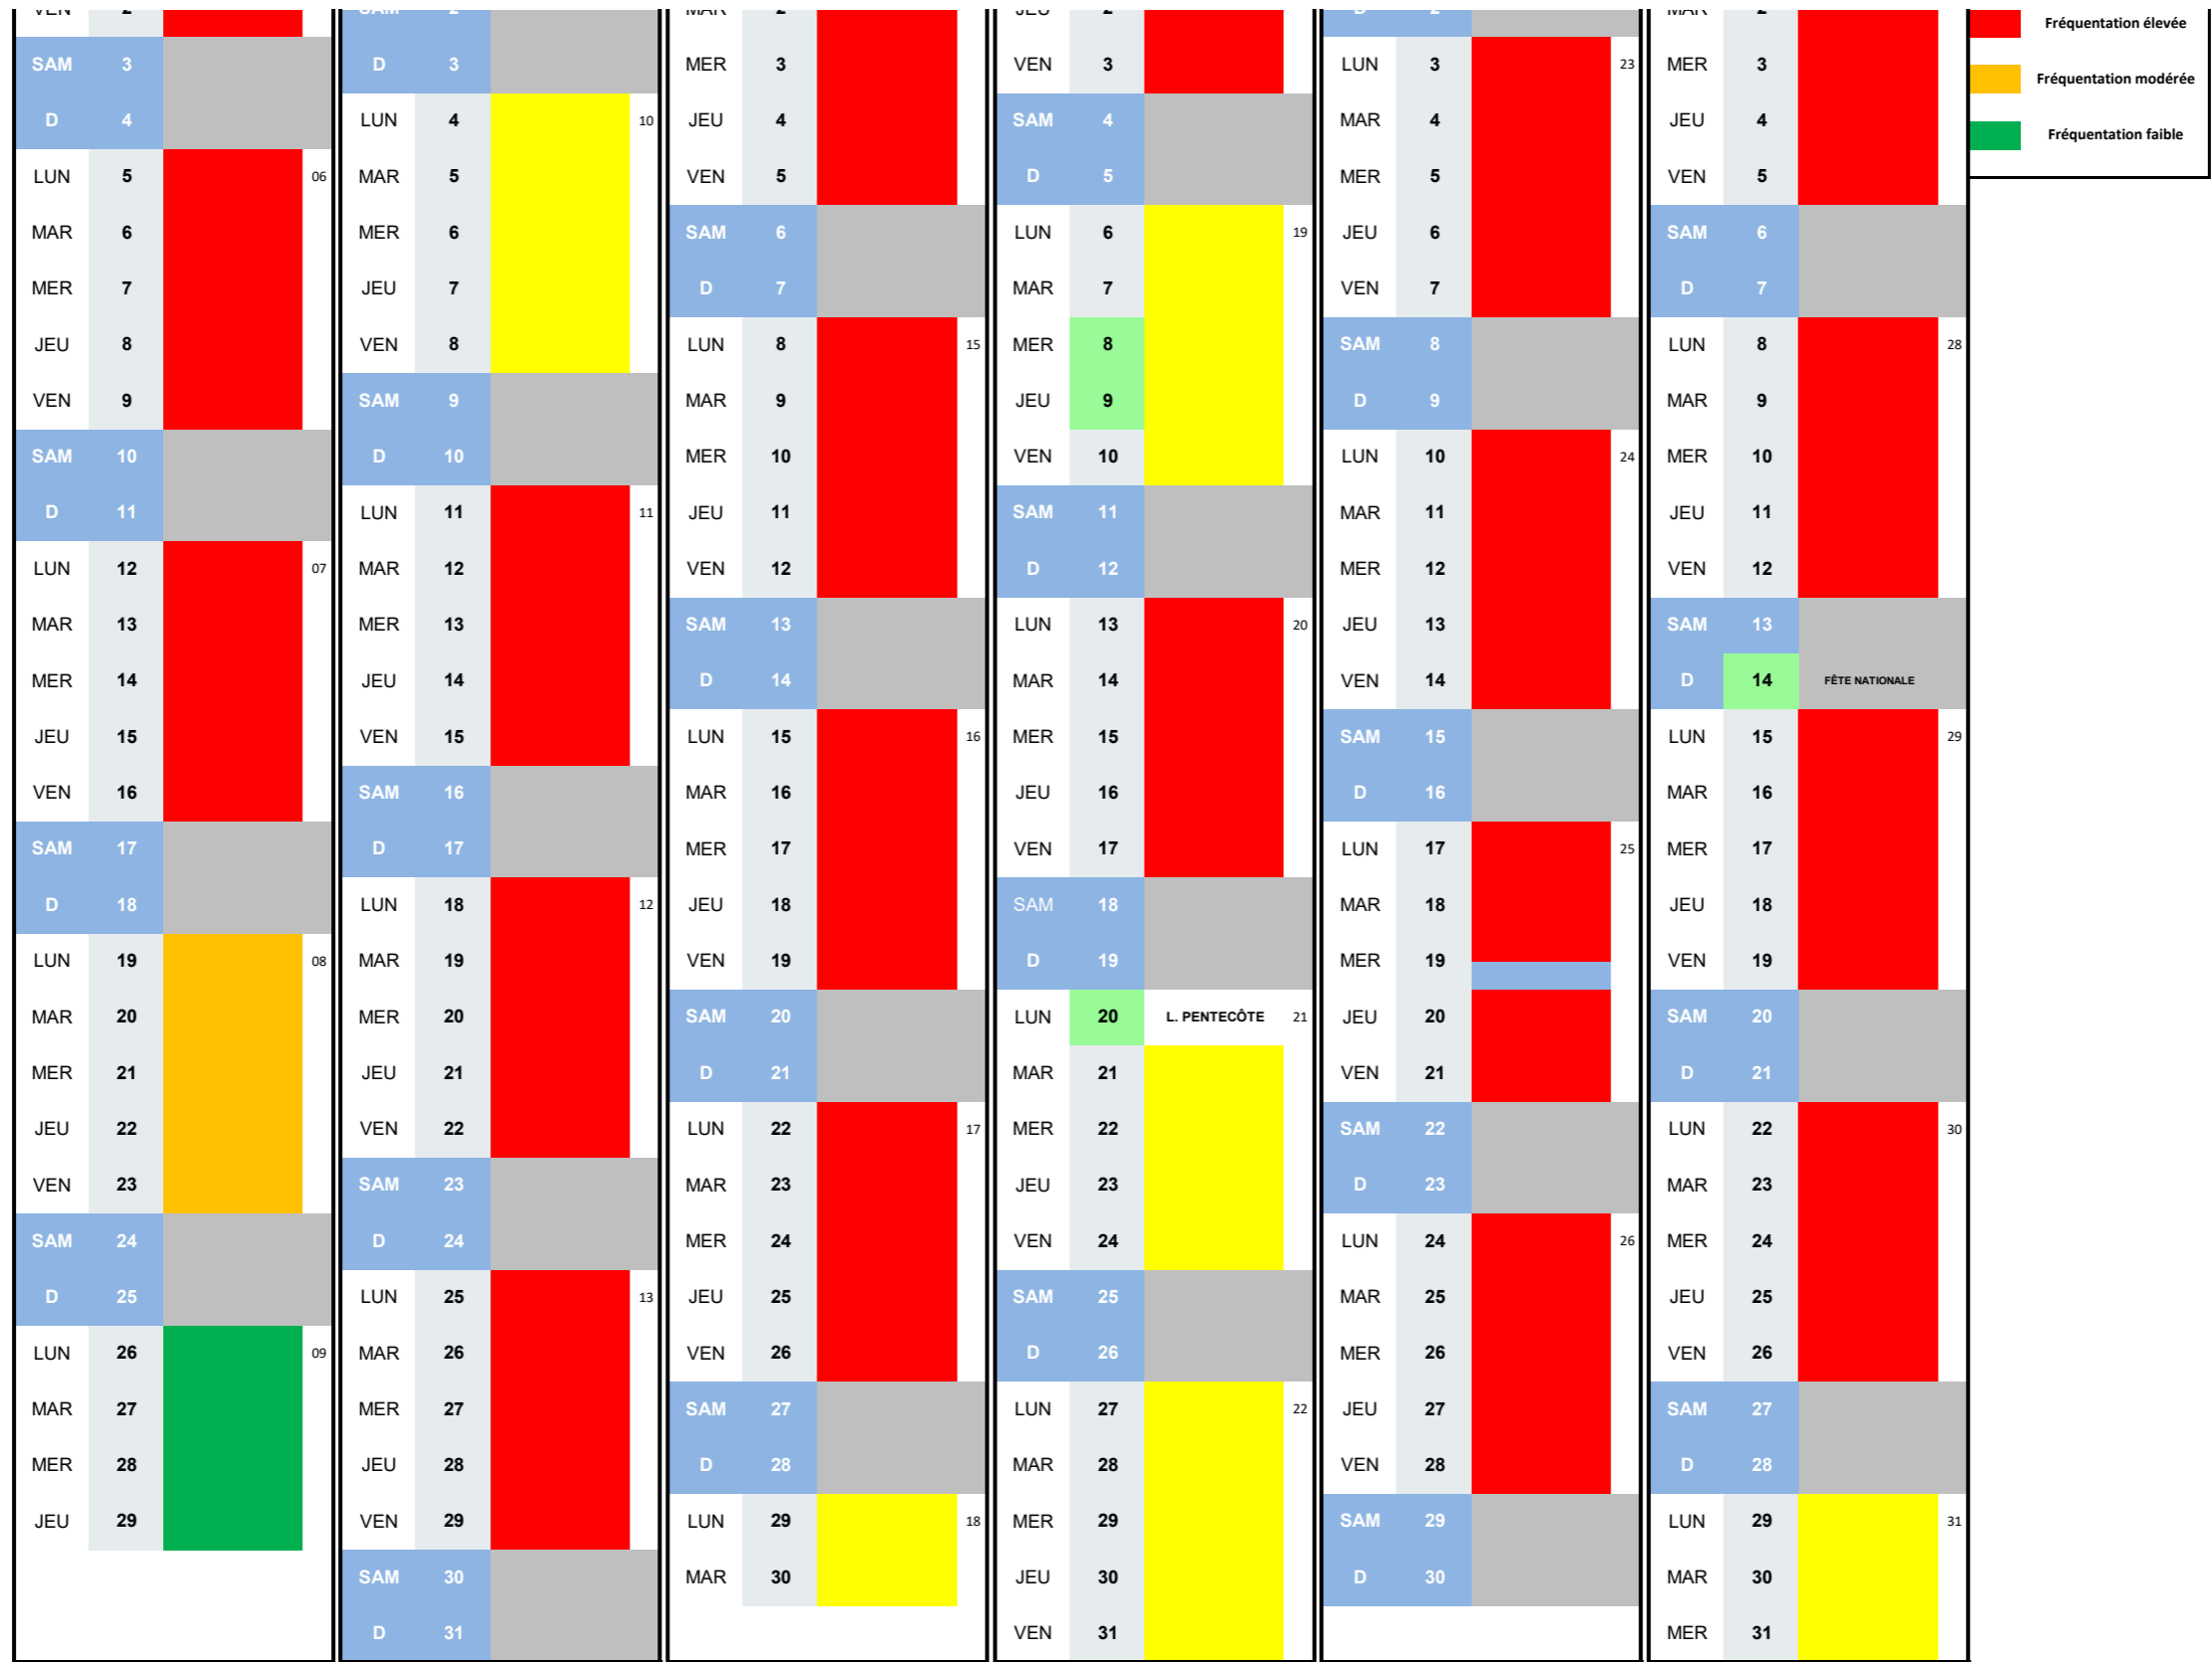 SAM 3
D 4
LUN 5 06
MAR 6
MER 7
JEU 8
VEN 9
SAM 10
D 11
LUN 12 07
MAR 13
MER 14
JEU 15
VEN 16
SAM 17
D 18
LUN 19 08
MAR 20
MER 21
JEU 22
VEN 23
SAM 24
D 25
LUN 26 09
MAR 27
MER 28
JEU 29
D 3
LUN 4 10
MAR 5
MER 6
JEU 7
VEN 8
SAM 9
D 10
LUN 11 11
MAR 12
MER 13
JEU 14
VEN 15
SAM 16
D 17
LUN 18 12
MAR 19
MER 20
JEU 21
VEN 22
SAM 23
D 24
LUN 25 13
MAR 26
MER 27
JEU 28
VEN 29
SAM 30
D 31
MER 3
JEU 4
VEN 5
SAM 6
D 7
LUN 8 15
MAR 9
MER 10
JEU 11
VEN 12
SAM 13
D 14
LUN 15 16
MAR 16
MER 17
JEU 18
VEN 19
SAM 20
D 21
LUN 22 17
MAR 23
MER 24
JEU 25
VEN 26
SAM 27
D 28
LUN 29 18
MAR 30
VEN 3
SAM 4
D 5
LUN 6 19
MAR 7
MER 8
JEU 9
VEN 10
SAM 11
D 12
LUN 13 20
MAR 14
MER 15
JEU 16
VEN 17
SAM 18
D 19
LUN 20 L. PENTECÔTE 21
MAR 21
MER 22
JEU 23
VEN 24
SAM 25
D 26
LUN 27 22
MAR 28
MER 29
JEU 30
VEN 31
LUN 3 23
MAR 4
MER 5
JEU 6
VEN 7
SAM 8
D 9
LUN 10 24
MAR 11
MER 12
JEU 13
VEN 14
SAM 15
D 16
LUN 17 25
MAR 18
MER 19
JEU 20
VEN 21
SAM 22
D 23
LUN 24 26
MAR 25
MER 26
JEU 27
VEN 28
SAM 29
D 30
MER 3
JEU 4
VEN 5
SAM 6
D 7
LUN 8 28
MAR 9
MER 10
JEU 11
VEN 12
SAM 13
D 14 FÊTE NATIONALE
LUN 15 29
MAR 16
MER 17
JEU 18
VEN 19
SAM 20
D 21
LUN 22 30
MAR 23
MER 24
JEU 25
VEN 26
SAM 27
D 28
LUN 29 31
MAR 30
MER 31
Fréquentation élevée
Fréquentation modérée
Fréquentation faible